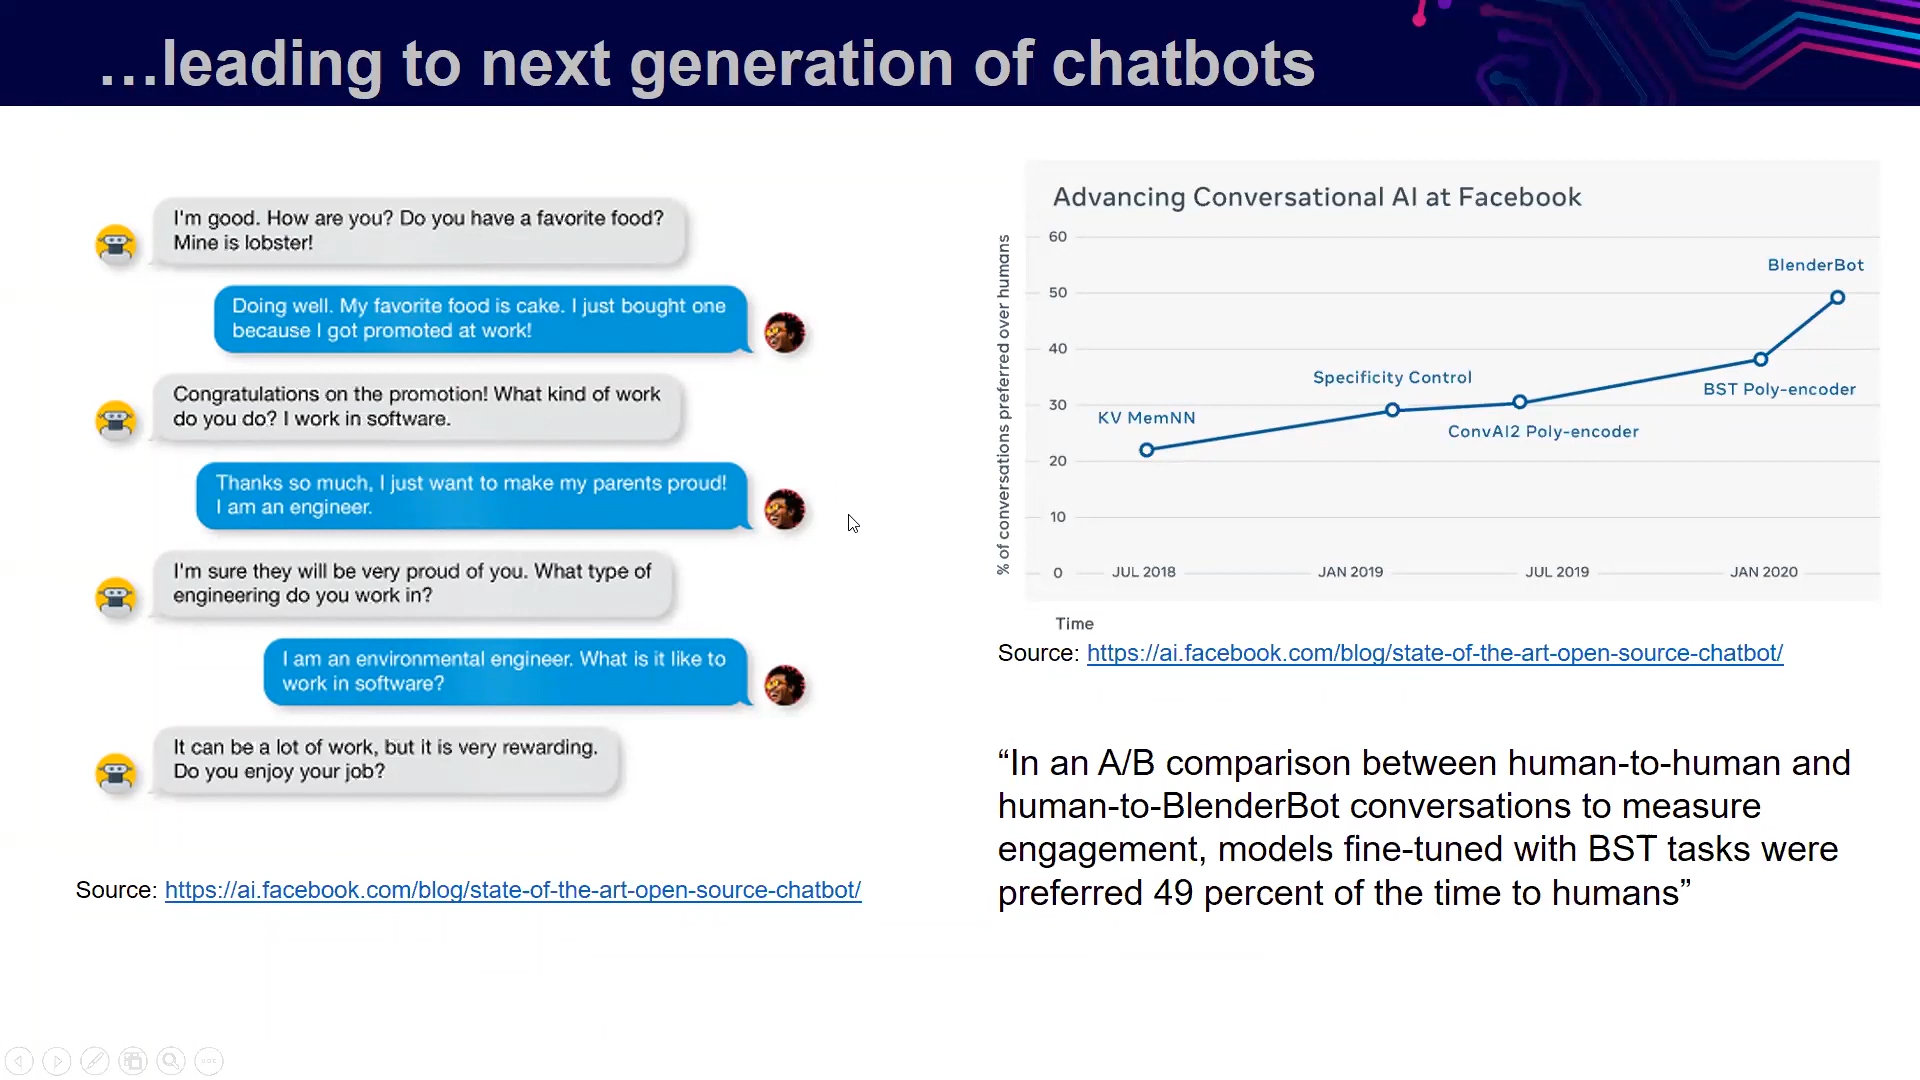 ...leading to next generation of chatbots
I'm good. How are you? Do you have a favorite food?
Mine is lobster!
Doing well. My favorite food is cake. I just bought one
because I got promoted at work!
Congratulations on the promotion! What kind of work
do you do? I work in software.
Thanks so much, I just want to make my parents proud!
I am an engineer.
I'm sure they will be very proud of you. What type of
engineering do you work in?
I am an environmental engineer. What is it like to
work in software?
It can be a lot of work, but it is very rewarding.
Do you enjoy your job?
Source: https://ai.facebook.com/blog/state-of-the-art-open-source-chatbot/
Advancing Conversational AI at Facebook
% of conversations preferred over humans
60
50
40
30
20
10
0
BlenderBot
BST Poly-encoder
Specificity Control
ConvAI2 Poly-encoder
KV MemNN
JUL 2018
JAN 2019
JUL 2019
JAN 2020
Time
Source: https://ai.facebook.com/blog/state-of-the-art-open-source-chatbot/
“In an A/B comparison between human-to-human and
human-to-BlenderBot conversations to measure
engagement, models fine-tuned with BST tasks were
preferred 49 percent of the time to humans”